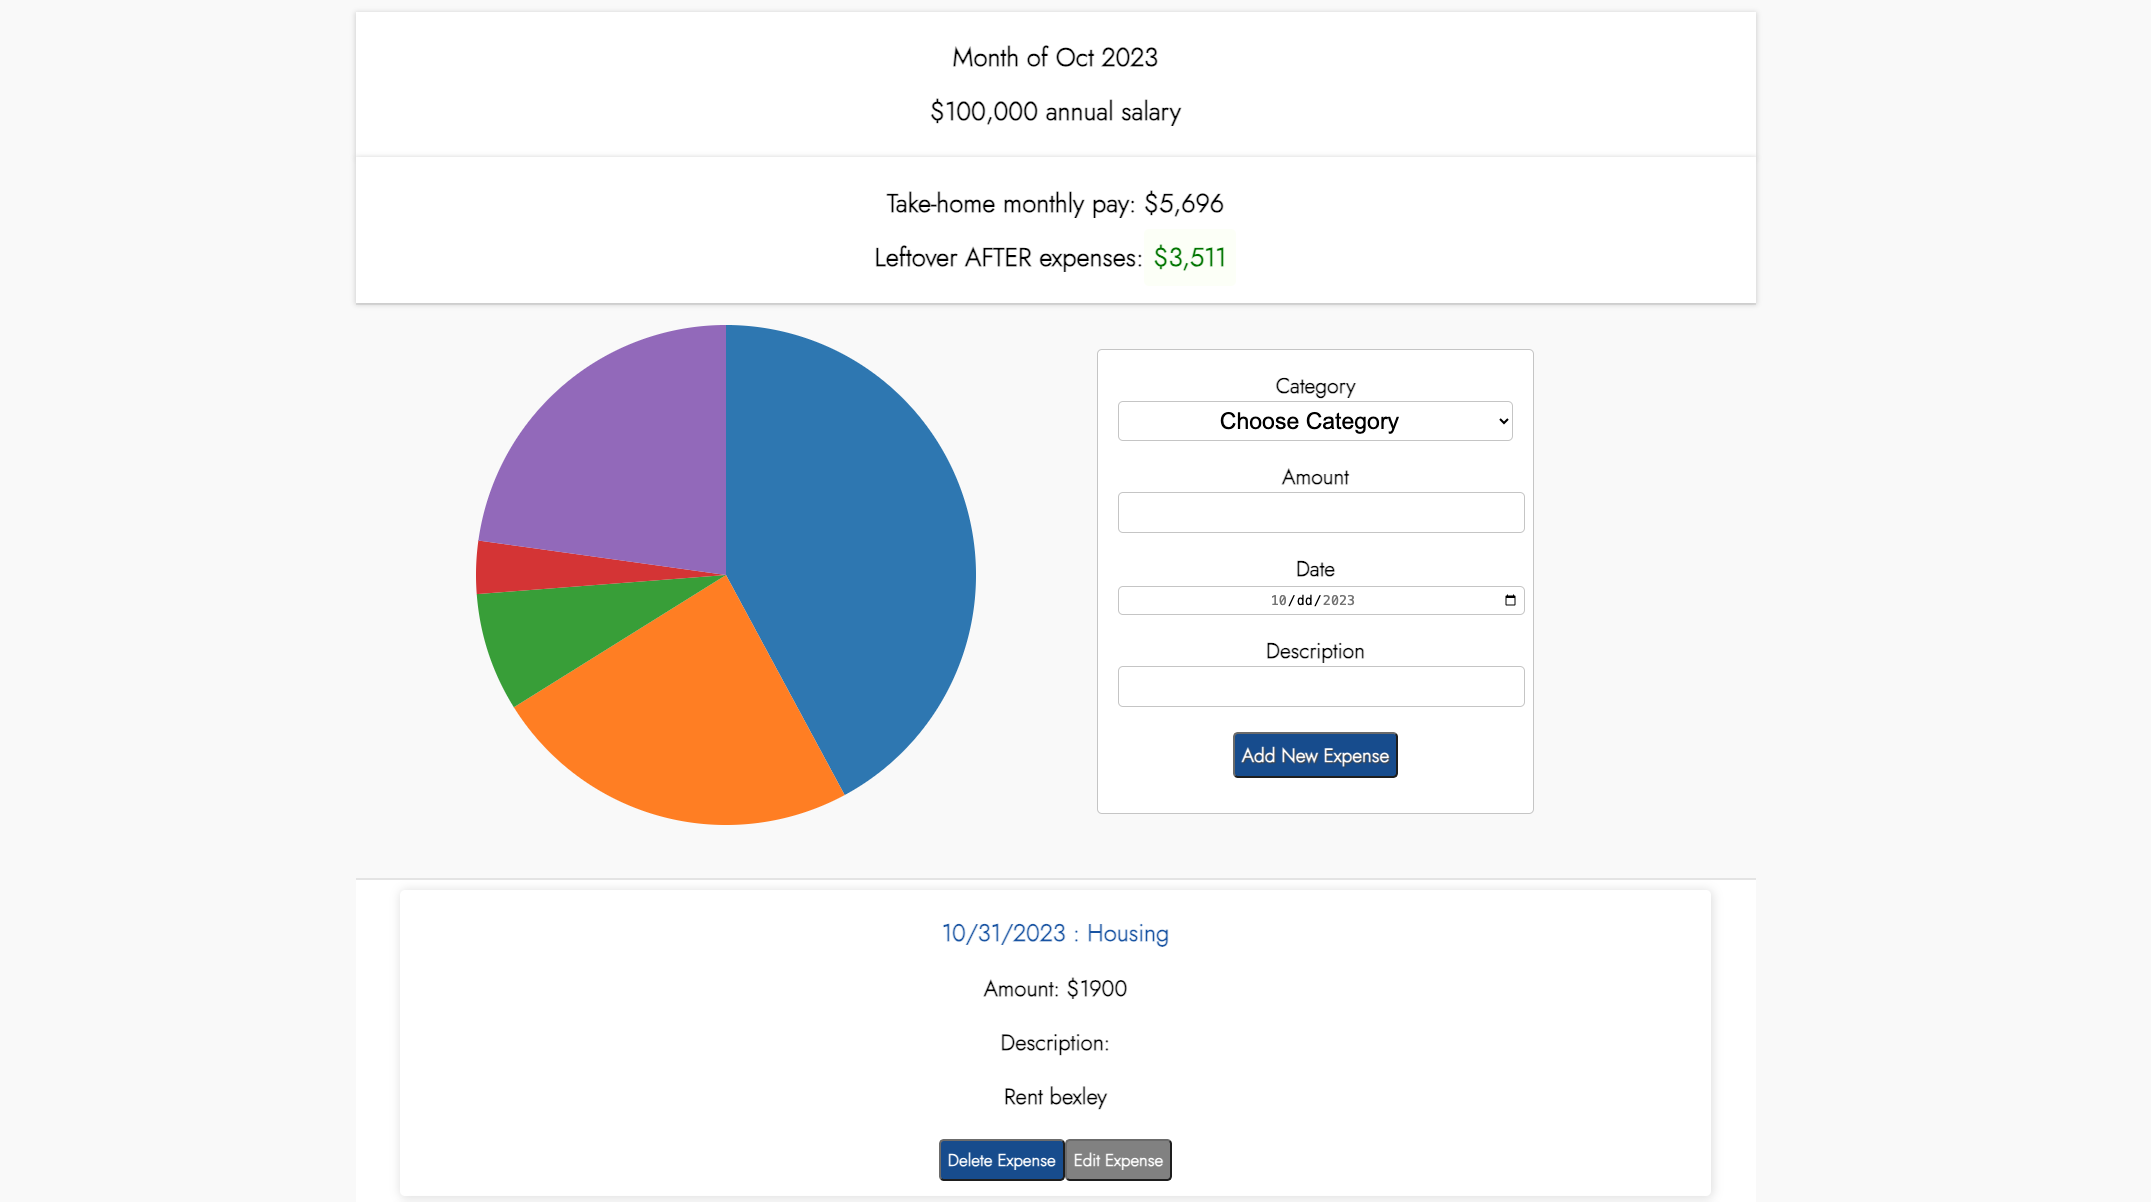 Month of Oct 2023
$100,000 annual salary
Take-home monthly pay: $5,696
Leftover AFTER expenses: $3,511
Category
Choose Category
Amount
Date
10/dd/2023
Description
Add New Expense
10/31/2023 : Housing
Amount: $1900
Description:
Rent bexley
Delete Expense
Edit Expense